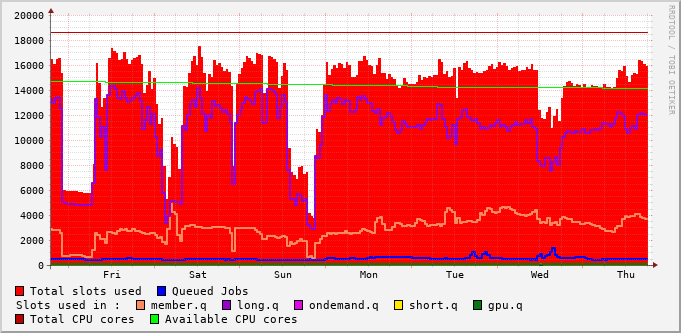 20000
18000
16000
14000
12000
10000
8000
6000
4000
2000
0
Fri Sat Sun Mon Tue Wed Thu
RRDTOOL / TOBI OETIKER
Total slots used Queued Jobs
Slots used in : member.q long.q ondemand.q short.q gpu.q
Total CPU cores Available CPU cores